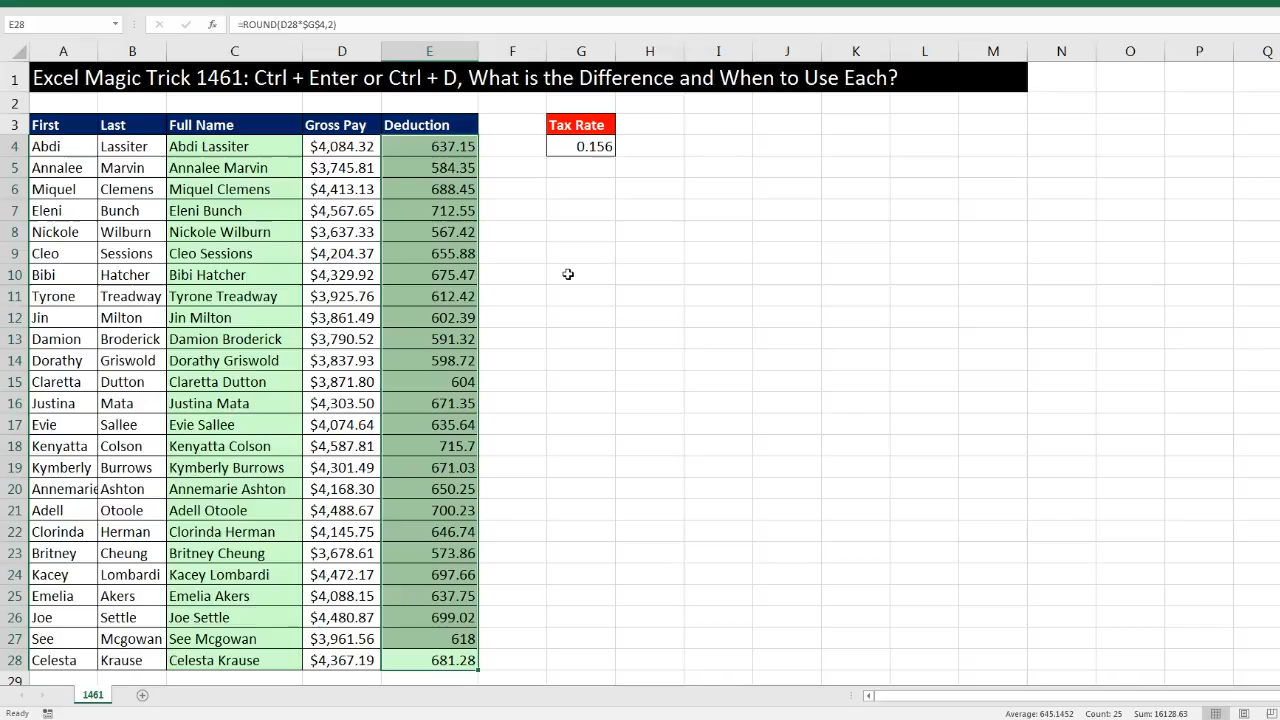 E28 =ROUND(D28*$G$4,2)
A B C D E F G H I J K L M N O P Q
1 Excel Magic Trick 1461: Ctrl + Enter or Ctrl + D, What is the Difference and When to Use Each?
2
3 First Last Full Name Gross Pay Deduction Tax Rate
4 Abdi Lassiter Abdi Lassiter $4,084.32 637.15 0.156
5 Annalee Marvin Annalee Marvin $3,745.81 584.35
6 Miquel Clemens Miquel Clemens $4,413.13 688.45
7 Eleni Bunch Eleni Bunch $4,567.65 712.55
8 Nickole Wilburn Nickole Wilburn $3,637.33 567.42
9 Cleo Sessions Cleo Sessions $4,204.37 655.88
10 Bibi Hatcher Bibi Hatcher $4,329.92 675.47
11 Tyrone Treadway Tyrone Treadway $3,925.76 612.42
12 Jin Milton Jin Milton $3,861.49 602.39
13 Damion Broderick Damion Broderick $3,790.52 591.32
14 Dorathy Griswold Dorathy Griswold $3,837.93 598.72
15 Claretta Dutton Claretta Dutton $3,871.80 604
16 Justina Mata Justina Mata $4,303.50 671.35
17 Evie Sallee Evie Sallee $4,074.64 635.64
18 Kenyatta Colson Kenyatta Colson $4,587.81 715.7
19 Kymberly Burrows Kymberly Burrows $4,301.49 671.03
20 Annemarie Ashton Annemarie Ashton $4,168.30 650.25
21 Adell Otoole Adell Otoole $4,488.67 700.23
22 Clorinda Herman Clorinda Herman $4,145.75 646.74
23 Britney Cheung Britney Cheung $3,678.61 573.86
24 Kacey Lombardi Kacey Lombardi $4,472.17 697.66
25 Emelia Akers Emelia Akers $4,088.15 637.75
26 Joe Settle Joe Settle $4,480.87 699.02
27 See Mcgowan See Mcgowan $3,961.56 618
28 Celesta Krause Celesta Krause $4,367.19 681.28
29
1461
Ready Average: 645.1452 Count: 25 Sum: 16128.63